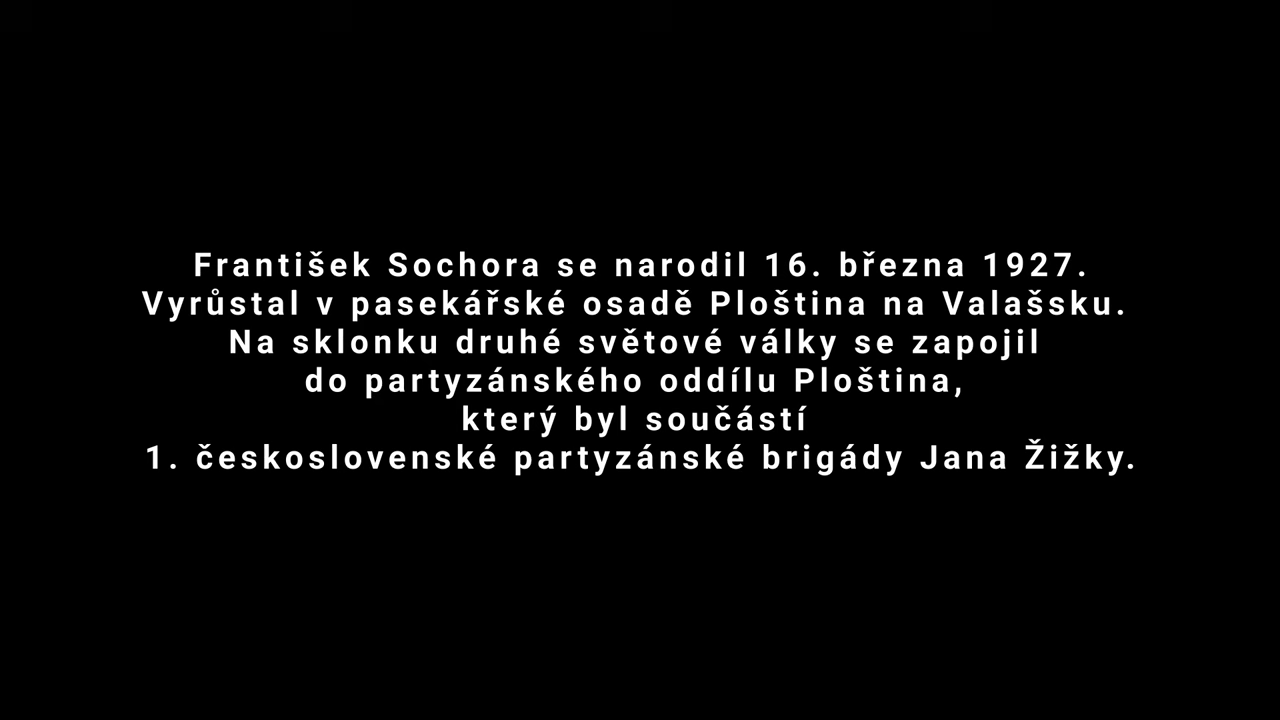 František Sochora se narodil 16. března 1927.
Vyrůstal v pasekářské osadě Ploština na Valašsku.
Na sklonku druhé světové války se zapojil
do partyzánského oddílu Ploština,
který byl součástí
1. československé partyzánské brigády Jana Žižky.